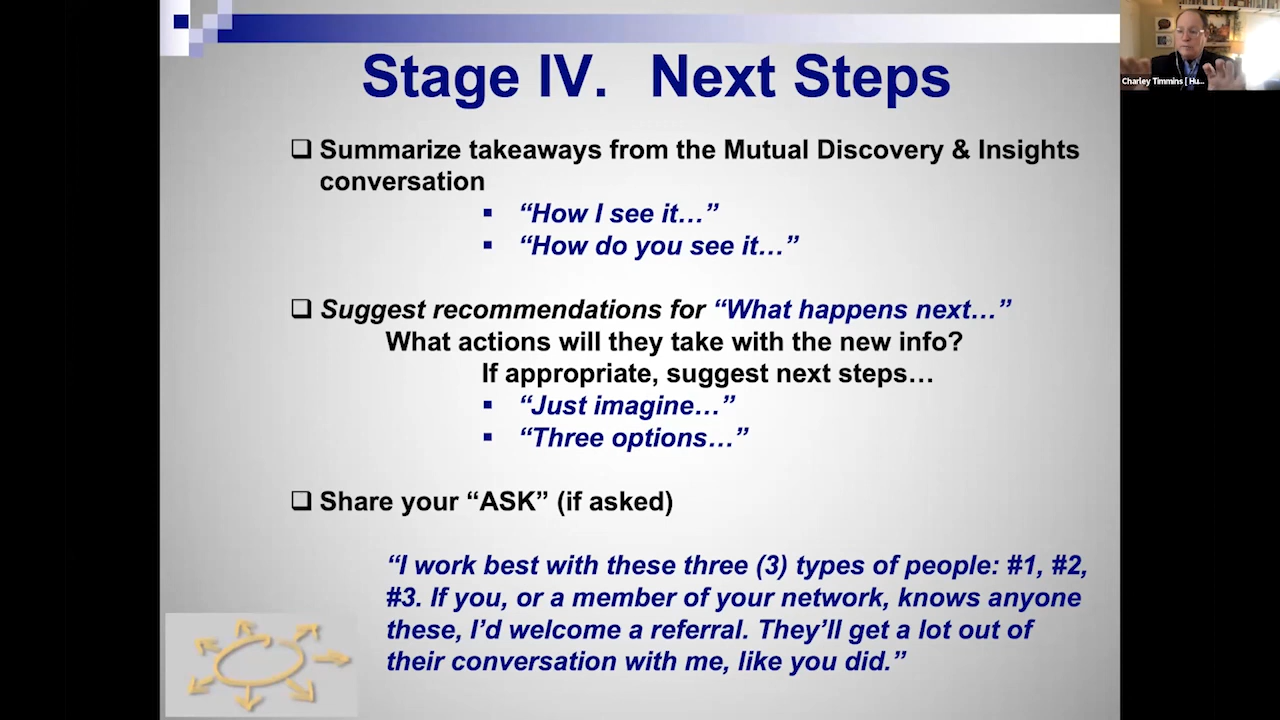 Stage IV. Next Steps
Charley Timmins [ Hu...
Summarize takeaways from the Mutual Discovery & Insights
conversation
“How I see it…”
“How do you see it…”
Suggest recommendations for “What happens next…”
What actions will they take with the new info?
If appropriate, suggest next steps…
“Just imagine…”
“Three options…”
Share your “ASK” (if asked)
“I work best with these three (3) types of people: #1, #2,
#3. If you, or a member of your network, knows anyone
these, I’d welcome a referral. They’ll get a lot out of
their conversation with me, like you did.”